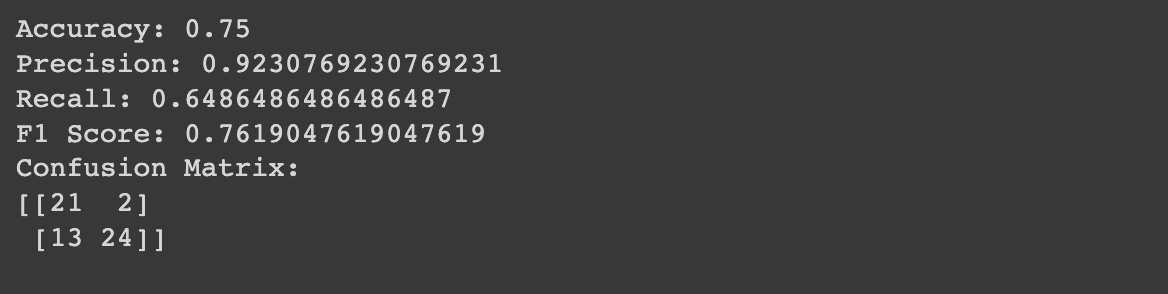 Accuracy: 0.75
Precision: 0.9230769230769231
Recall: 0.6486486486486487
F1 Score: 0.7619047619047619
Confusion Matrix:
[[21  2]
 [13 24]]